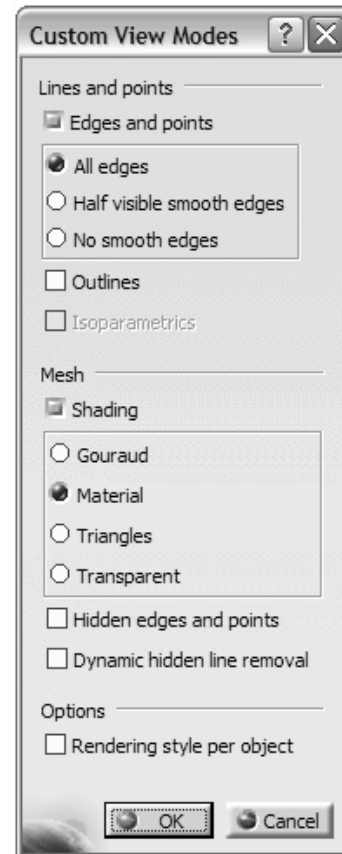 Custom View Modes
Lines and points
Edges and points
All edges
Half visible smooth edges
No smooth edges
Outlines
Isoparametrics
Mesh
Shading
Gouraud
Material
Triangles
Transparent
Hidden edges and points
Dynamic hidden line removal
Options
Rendering style per object
OK Cancel